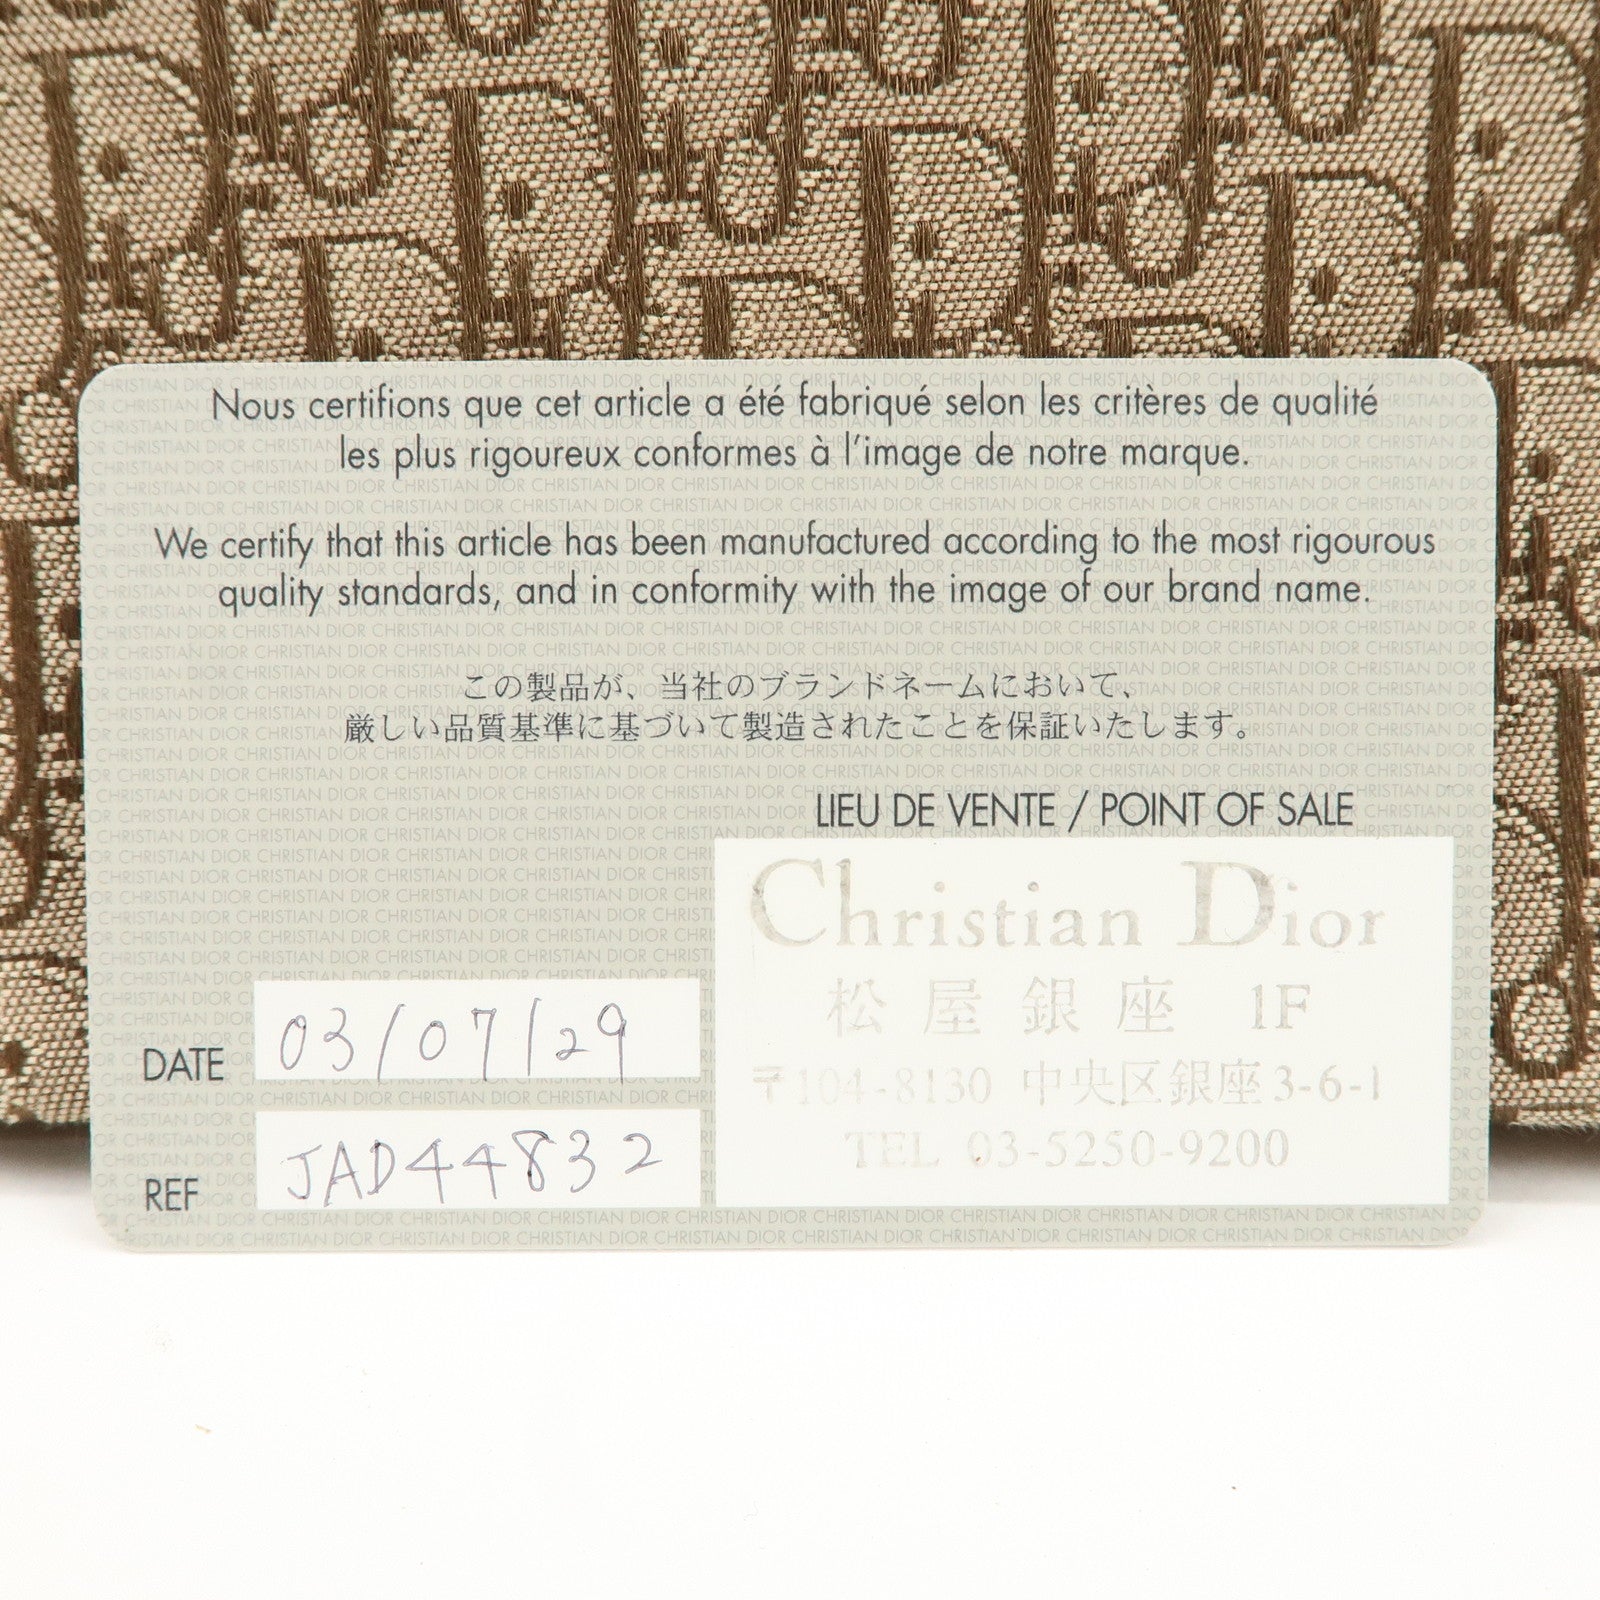 Nous certifions que cet article a été fabriqué selon les critères de qualité
les plus rigoureux conformes à l'image de notre marque.
We certify that this article has been manufactured according to the most rigourous
quality standards, and in conformity with the image of our brand name.
この製品が、当社のブランドネームにおいて、
厳しい品質基準に基づいて製造されたことを保証いたします。
LIEU DE VENTE / POINT OF SALE
Christian Dior
松屋銀座 1F
〒104-8130 中央区銀座3-6-1
TEL 03-5250-9200
DATE 03/07/29
REF JAD44832